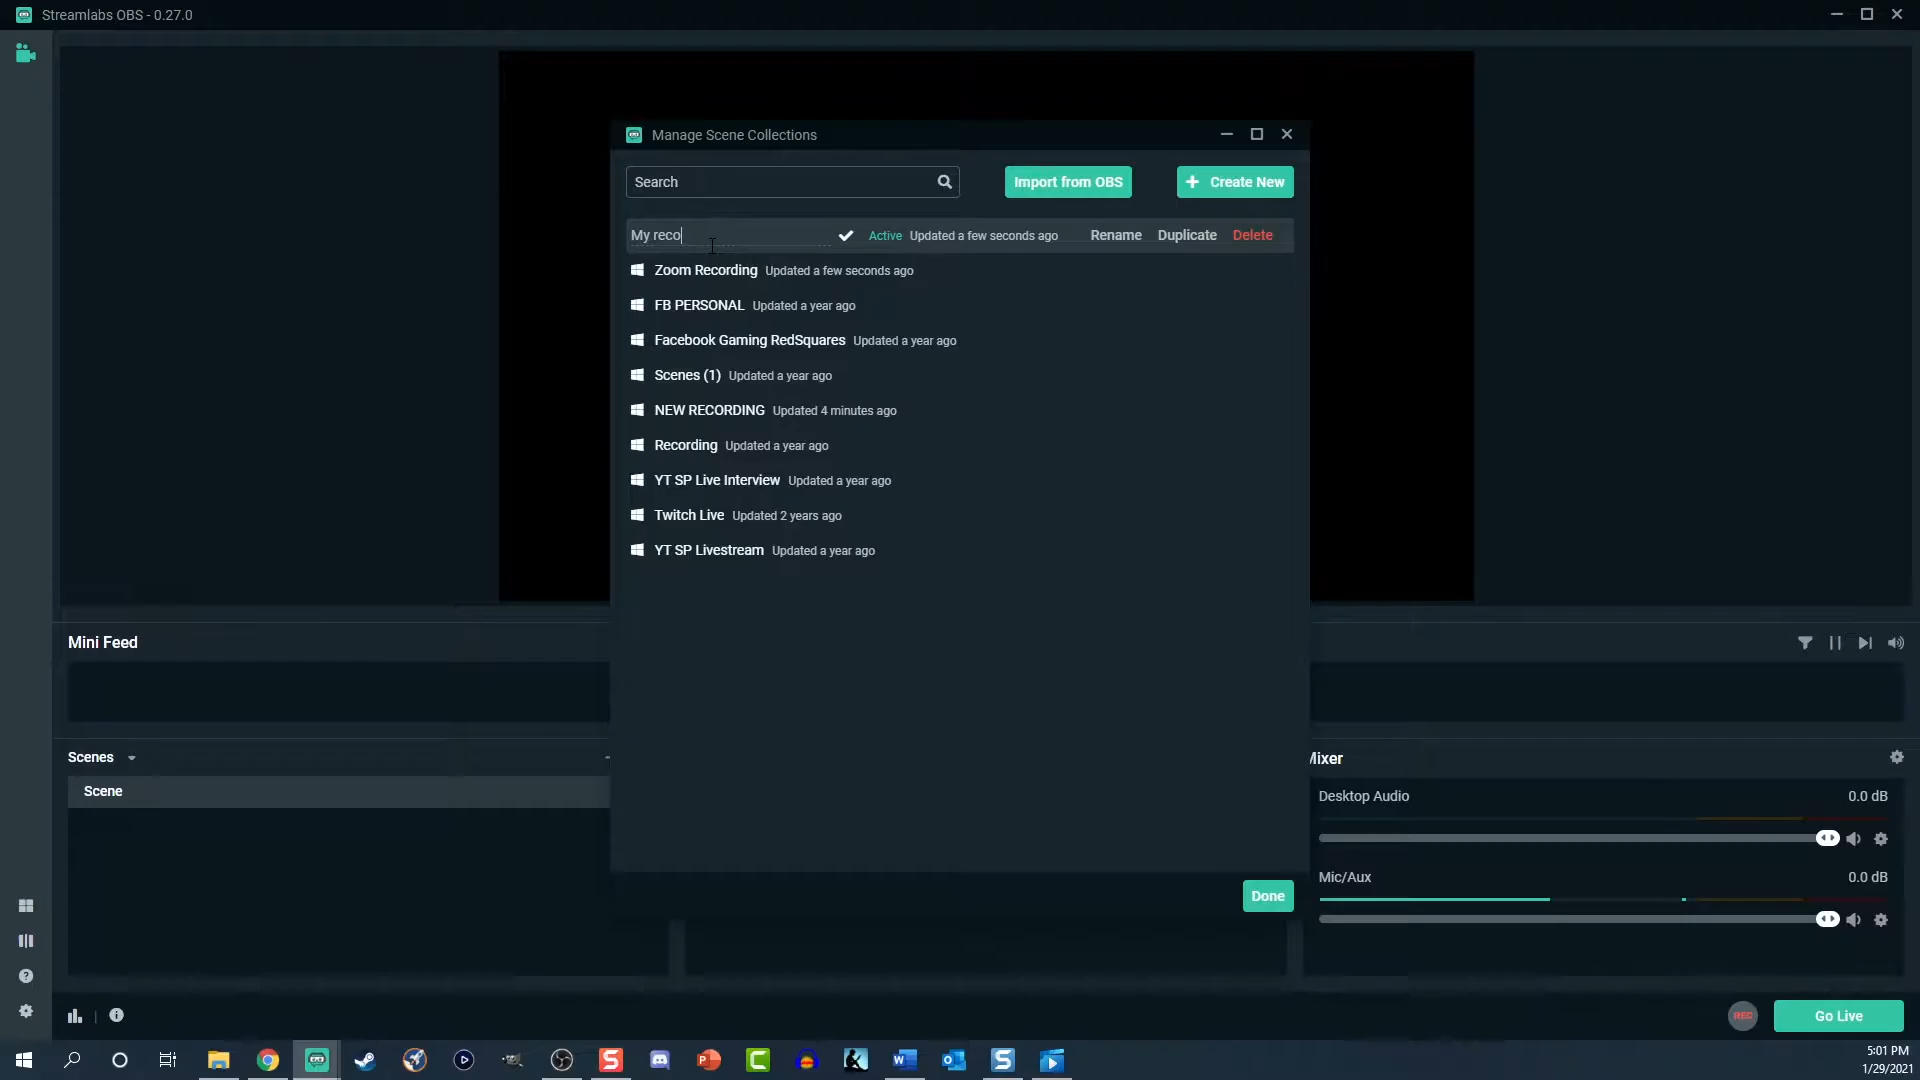 Streamlabs OBS - 0.27.0
Manage Scene Collections
Search
Import from OBS
+ Create New
My reco
Active Updated a few seconds ago Rename Duplicate Delete
Zoom Recording Updated a few seconds ago
FB PERSONAL Updated a year ago
Facebook Gaming RedSquares Updated a year ago
Scenes (1) Updated a year ago
NEW RECORDING Updated 4 minutes ago
Recording Updated a year ago
YT SP Live Interview Updated a year ago
Twitch Live Updated 2 years ago
YT SP Livestream Updated a year ago
Done
Mini Feed
Scenes
Scene
Mixer
Desktop Audio 0.0 dB
Mic/Aux 0.0 dB
REC
Go Live
5:01 PM
1/29/2021